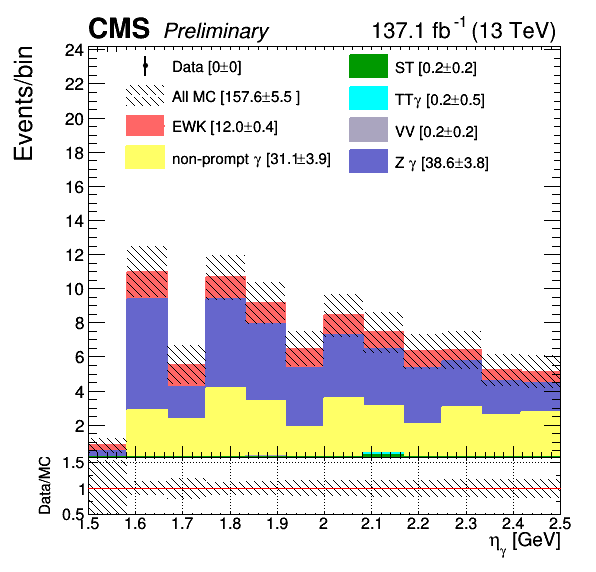 CMS Preliminary 137.1 fb⁻¹ (13 TeV)
Events/bin
24
22
20
18
16
14
12
10
8
6
4
2
Data [0±0]
All MC [157.6±5.5 ]
EWK [12.0±0.4]
non-prompt γ [31.1±3.9]
ST [0.2±0.2]
TTγ [0.2±0.5]
VV [0.2±0.2]
Z γ [38.6±3.8]
Data/MC
1.5
1
0.5
1.5 1.6 1.7 1.8 1.9 2 2.1 2.2 2.3 2.4 2.5
ηγ [GeV]